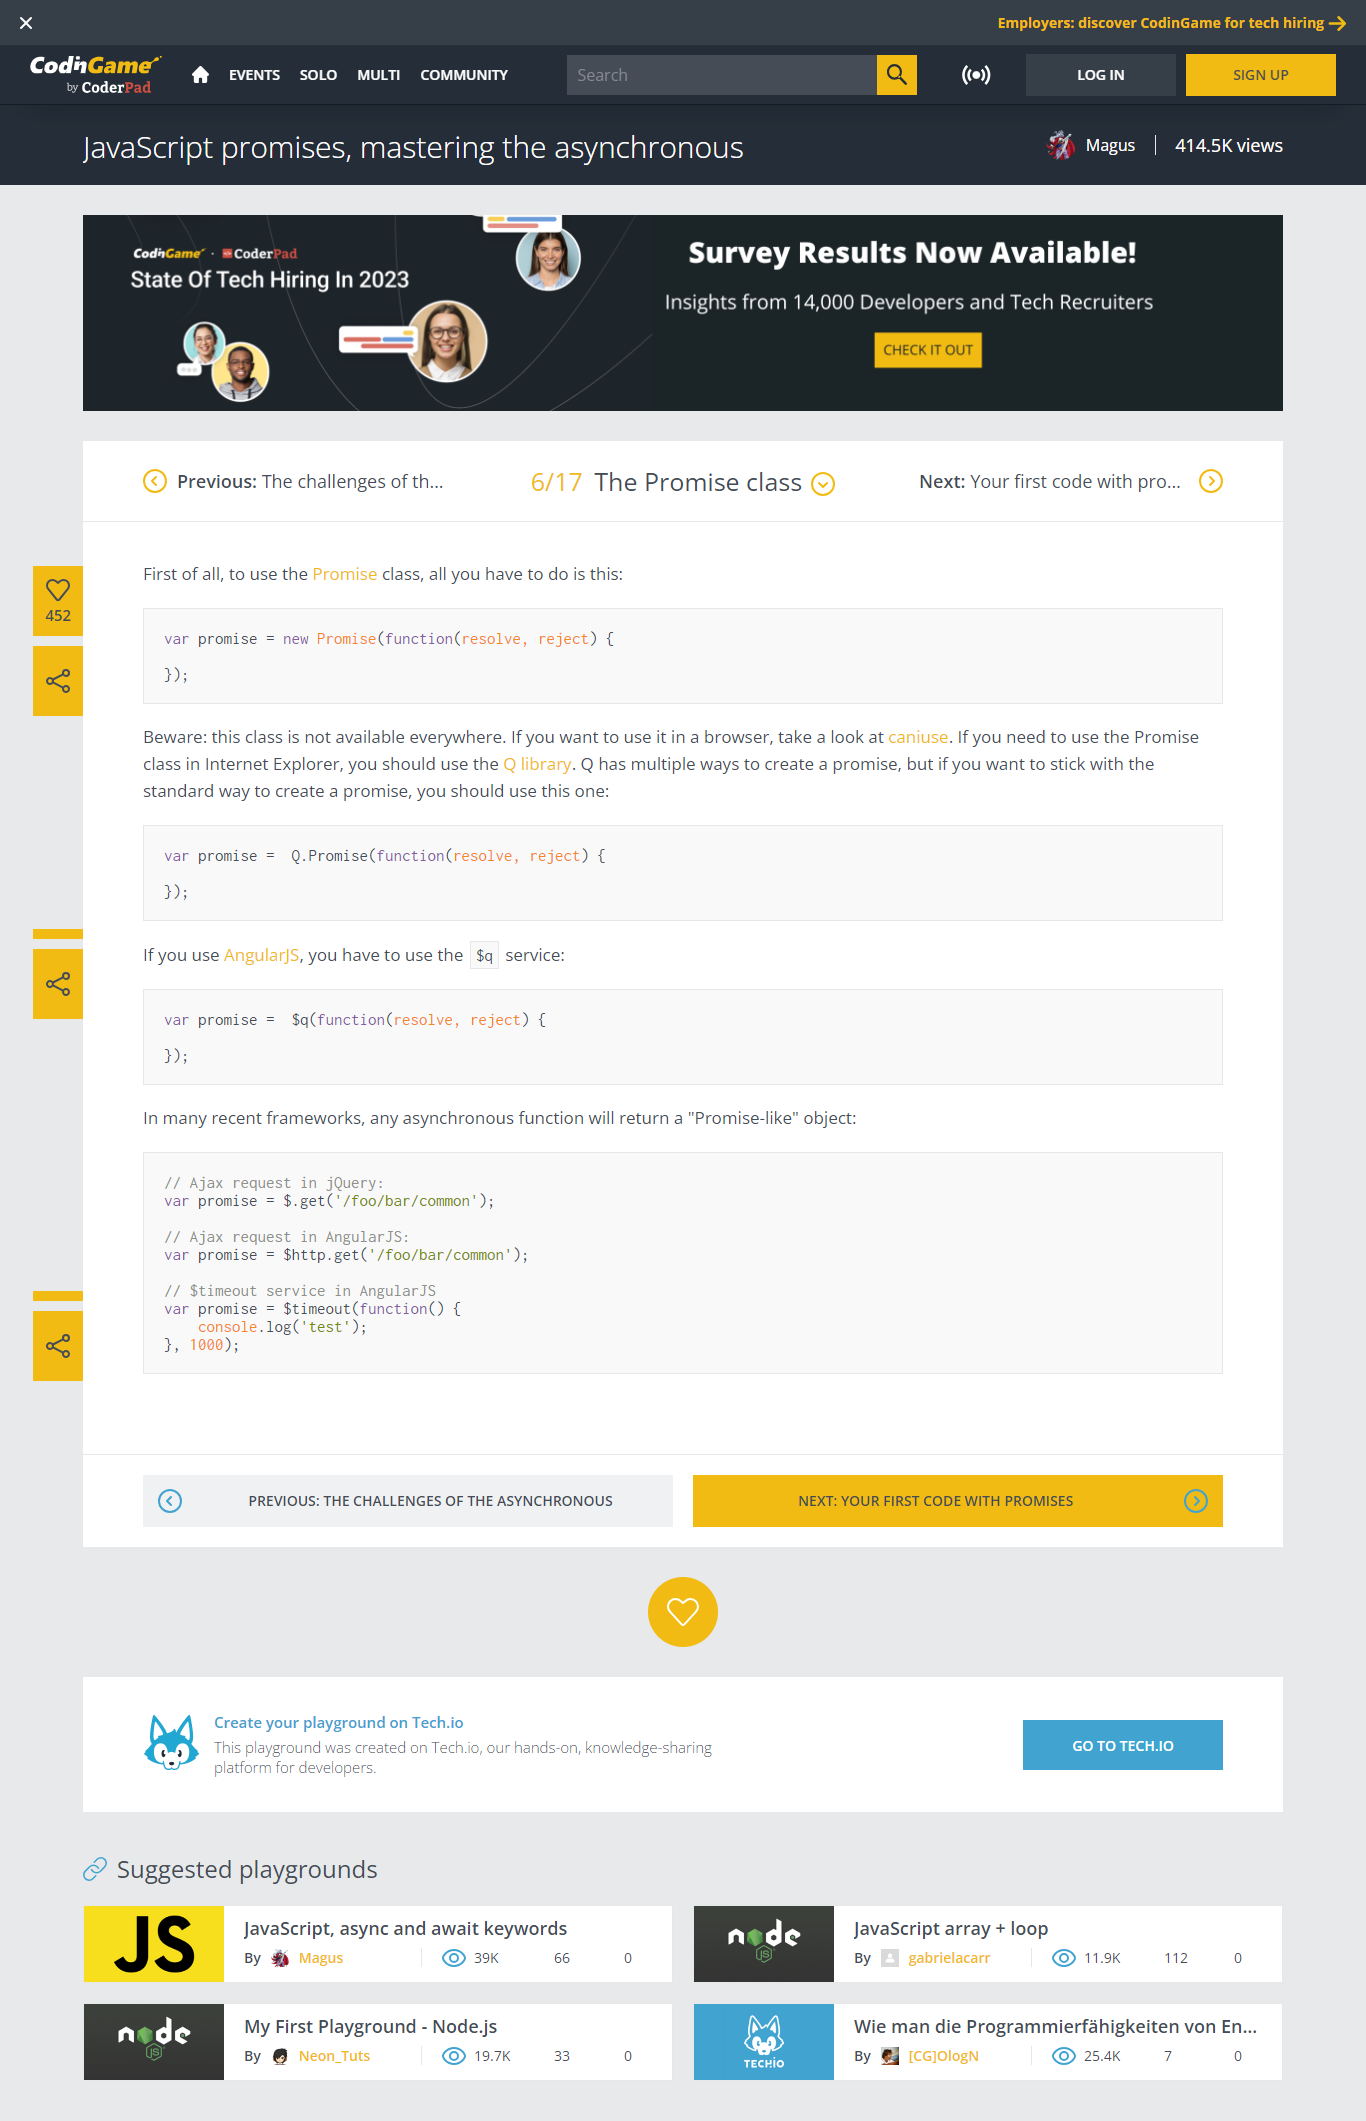 Employers: discover CodinGame for tech hiring
CodinGame
by CoderPad
EVENTS SOLO MULTI COMMUNITY
Search
LOG IN
SIGN UP
JavaScript promises, mastering the asynchronous
Magus
414.5K views
CodinGame · CoderPad
State Of Tech Hiring In 2023
Survey Results Now Available!
Insights from 14,000 Developers and Tech Recruiters
CHECK IT OUT
Previous: The challenges of th...
6/17 The Promise class
Next: Your first code with pro...
452
First of all, to use the Promise class, all you have to do is this:
var promise = new Promise(function(resolve, reject) {
});
Beware: this class is not available everywhere. If you want to use it in a browser, take a look at caniuse. If you need to use the Promise
class in Internet Explorer, you should use the Q library. Q has multiple ways to create a promise, but if you want to stick with the
standard way to create a promise, you should use this one:
var promise =  Q.Promise(function(resolve, reject) {
});
If you use AngularJS, you have to use the $q service:
var promise =  $q(function(resolve, reject) {
});
In many recent frameworks, any asynchronous function will return a "Promise-like" object:
// Ajax request in jQuery:
var promise = $.get('/foo/bar/common');
// Ajax request in AngularJS:
var promise = $http.get('/foo/bar/common');
// $timeout service in AngularJS
var promise = $timeout(function() {
    console.log('test');
}, 1000);
PREVIOUS: THE CHALLENGES OF THE ASYNCHRONOUS
NEXT: YOUR FIRST CODE WITH PROMISES
Create your playground on Tech.io
This playground was created on Tech.io, our hands-on, knowledge-sharing
platform for developers.
GO TO TECH.IO
Suggested playgrounds
JS
JavaScript, async and await keywords
By Magus 39K 66 0
node
JS
JavaScript array + loop
By gabrielacarr 11.9K 112 0
node
JS
My First Playground - Node.js
By Neon_Tuts 19.7K 33 0
TECH.IO
Wie man die Programmierfähigkeiten von En...
By [CG]OlogN 25.4K 7 0